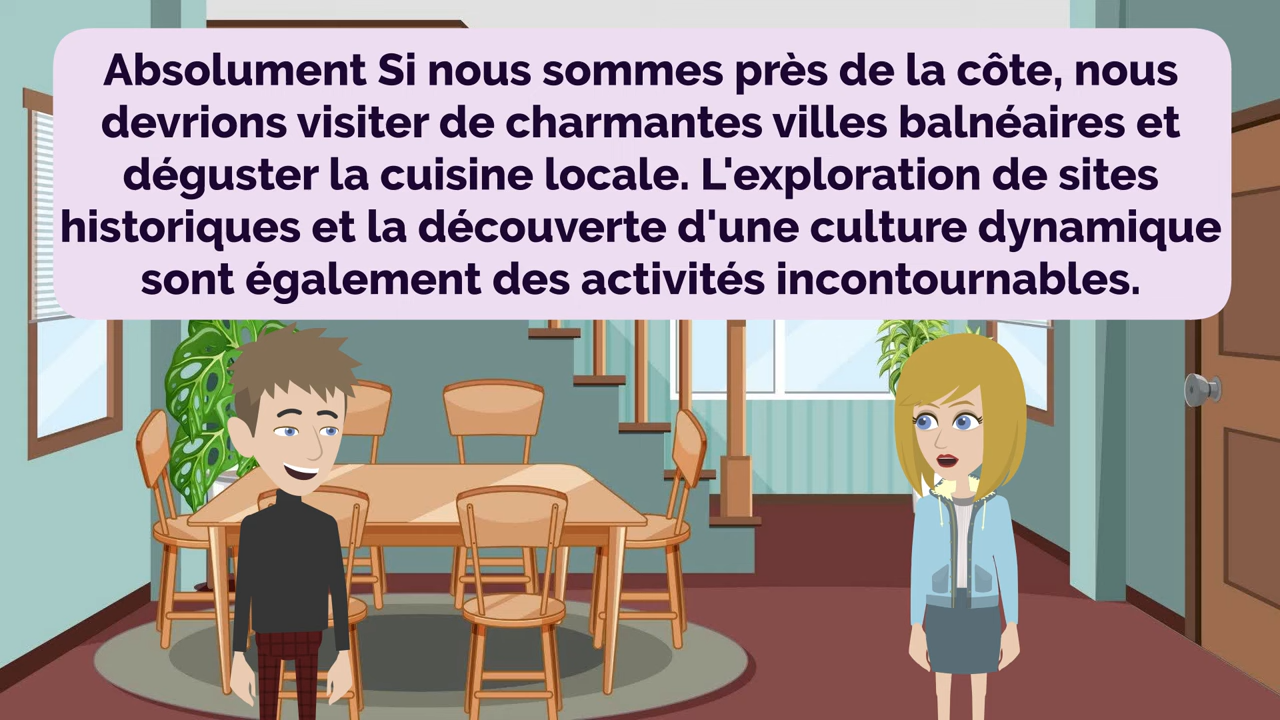 Absolument Si nous sommes près de la côte, nous
devrions visiter de charmantes villes balnéaires et
déguster la cuisine locale. L'exploration de sites
historiques et la découverte d'une culture dynamique
sont également des activités incontournables.